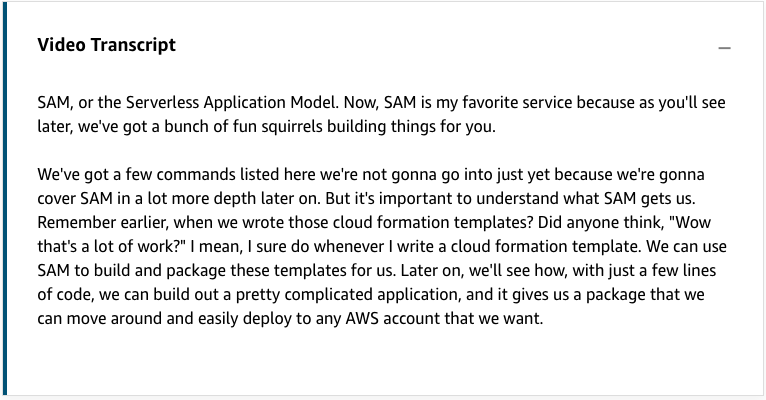 Video Transcript
SAM, or the Serverless Application Model. Now, SAM is my favorite service because as you'll see
later, we've got a bunch of fun squirrels building things for you.
We've got a few commands listed here we're not gonna go into just yet because we're gonna
cover SAM in a lot more depth later on. But it's important to understand what SAM gets us.
Remember earlier, when we wrote those cloud formation templates? Did anyone think, "Wow
that's a lot of work?" I mean, I sure do whenever I write a cloud formation template. We can use
SAM to build and package these templates for us. Later on, we'll see how, with just a few lines
of code, we can build out a pretty complicated application, and it gives us a package that we
can move around and easily deploy to any AWS account that we want.